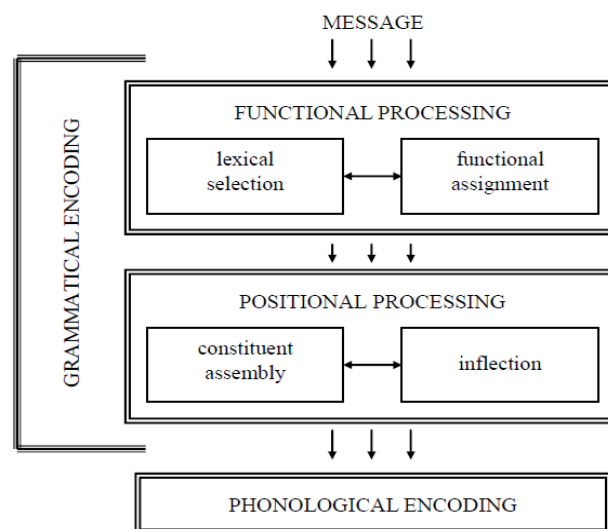 MESSAGE
GRAMMATICAL ENCODING
FUNCTIONAL PROCESSING
lexical
selection
functional
assignment
POSITIONAL PROCESSING
constituent
assembly
inflection
PHONOLOGICAL ENCODING